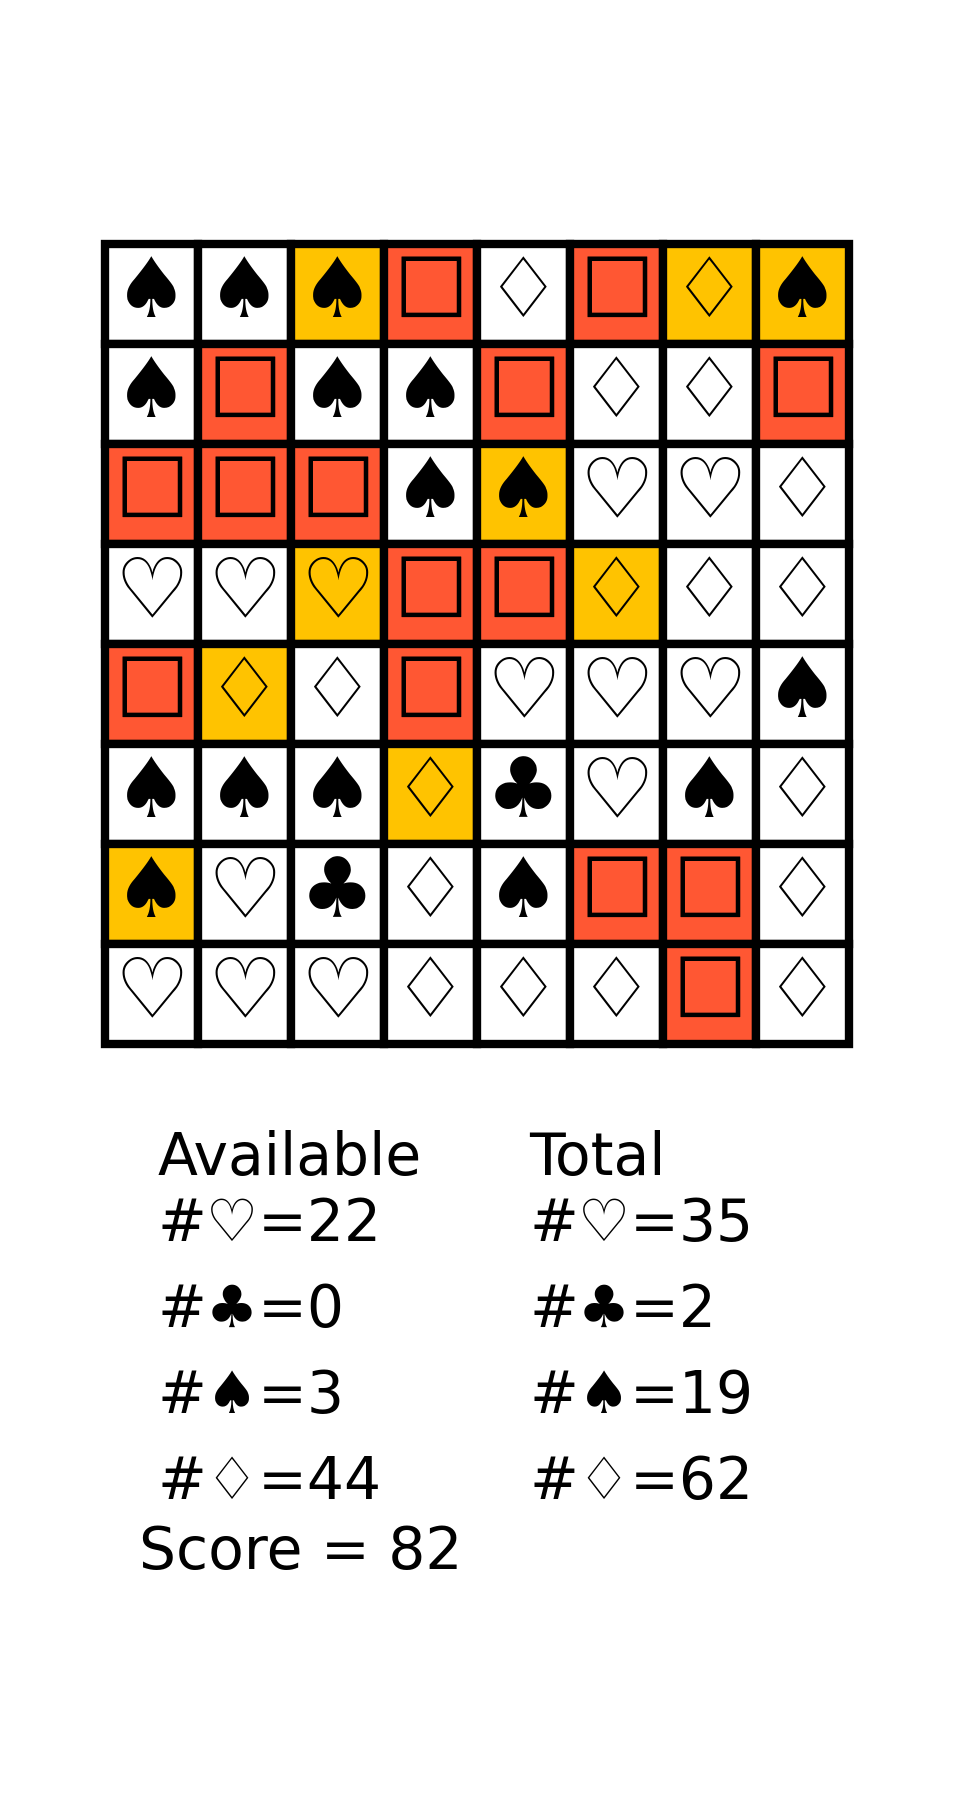 ♠ ♠ ♠ □ ♢ □ ♢ ♠
♠ □ ♠ ♠ □ ♢ ♢ □
□ □ □ ♠ ♠ ♡ ♡ ♢
♡ ♡ ♡ □ □ ♢ ♢ ♢
□ ♢ ♢ □ ♡ ♡ ♡ ♠
♠ ♠ ♠ ♢ ♣ ♡ ♠ ♢
♠ ♡ ♣ ♢ ♠ □ □ ♢
♡ ♡ ♡ ♢ ♢ ♢ □ ♢
Available Total
#♡=22 #♡=35
#♣=0 #♣=2
#♠=3 #♠=19
#♢=44 #♢=62
Score = 82